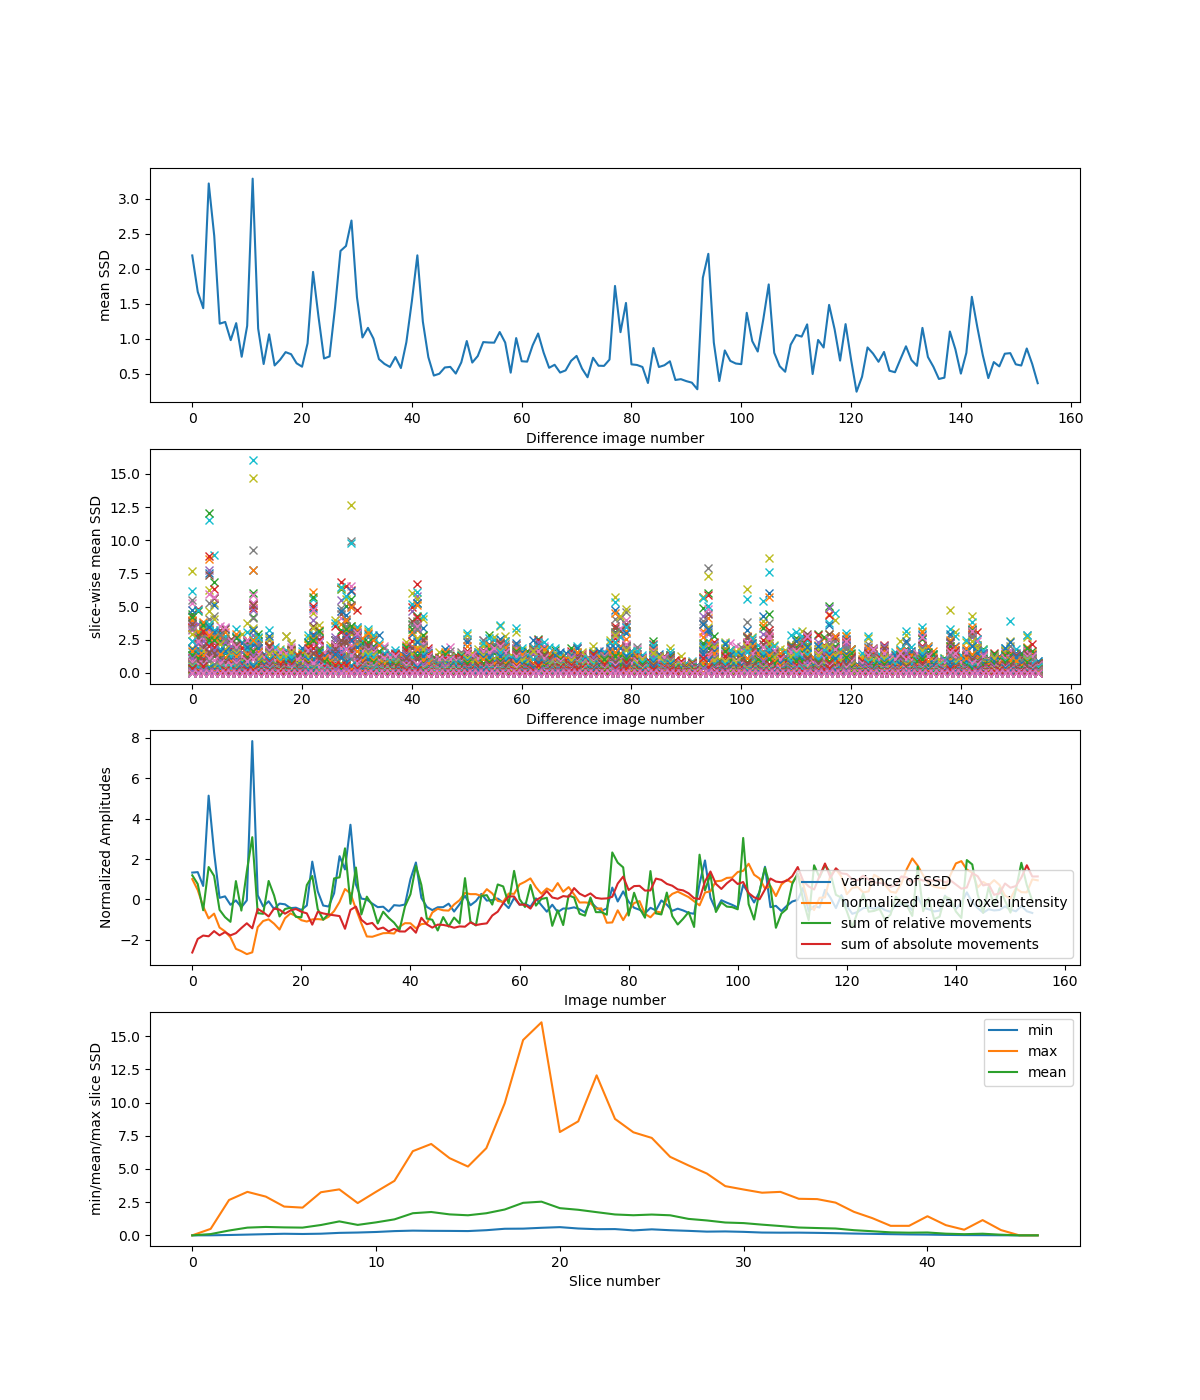 mean SSD
3.0
2.5
2.0
1.5
1.0
0.5
0 20 40 60 80 100 120 140 160
Difference image number
slice-wise mean SSD
15.0
12.5
10.0
7.5
5.0
2.5
0.0
0 20 40 60 80 100 120 140 160
Difference image number
Normalized Amplitudes
8
6
4
2
0
−2
variance of SSD
normalized mean voxel intensity
sum of relative movements
sum of absolute movements
0 20 40 60 80 100 120 140 160
Image number
min/mean/max slice SSD
15.0
12.5
10.0
7.5
5.0
2.5
0.0
min
max
mean
0 10 20 30 40
Slice number